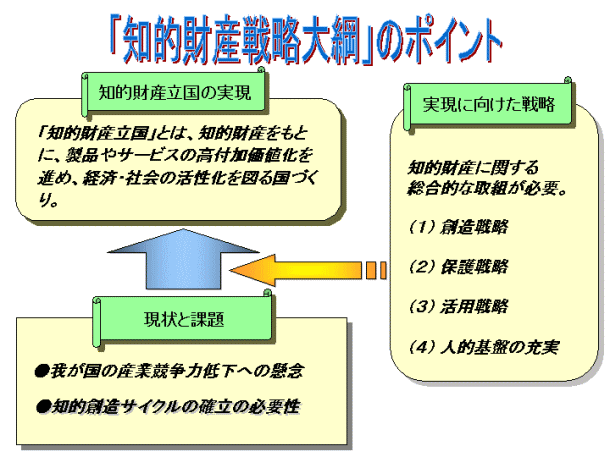 「知的財産戦略大綱」のポイント
知的財産立国の実現
「知的財産立国」とは、知的財産をもと
に、製品やサービスの高付加価値化を
進め、経済・社会の活性化を図る国づく
り。
実現に向けた戦略
知的財産に関する
総合的な取組が必要。
(1) 創造戦略
(2) 保護戦略
(3) 活用戦略
(4) 人的基盤の充実
現状と課題
●我が国の産業競争力低下への懸念
●知的創造サイクルの確立の必要性